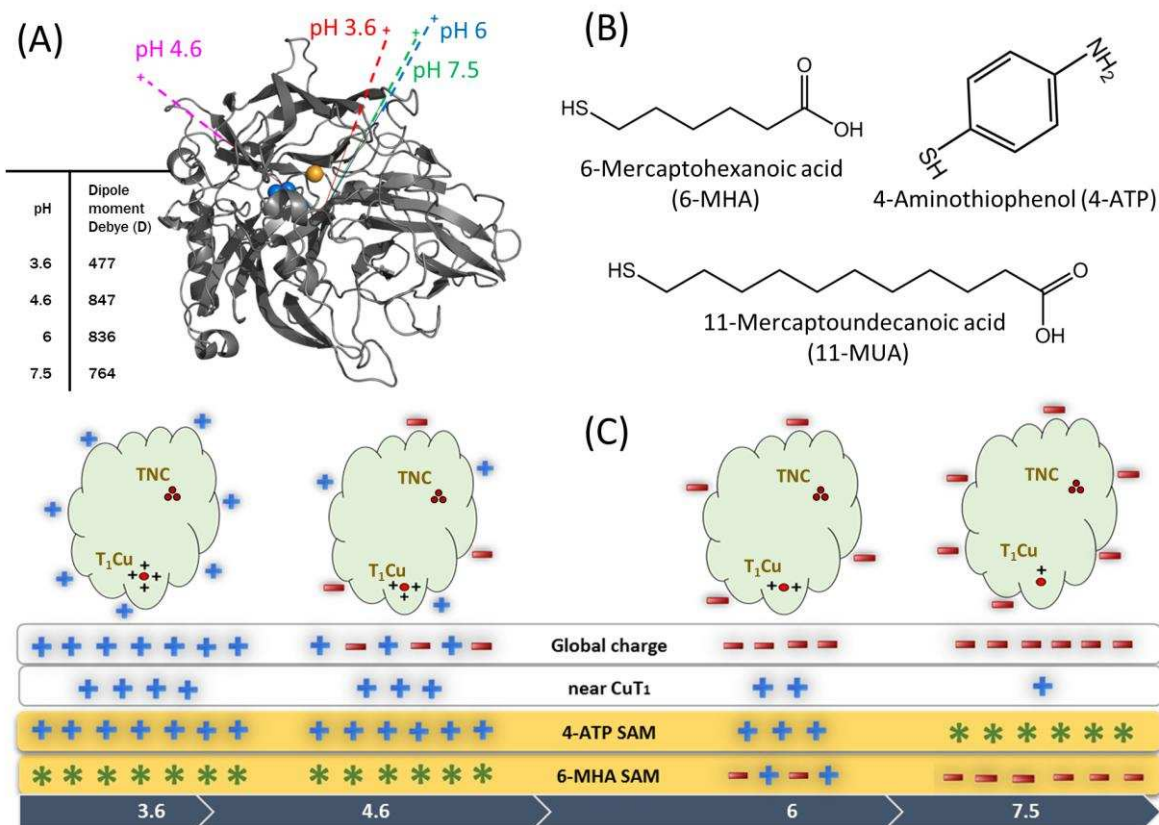 (A)
pH 4.6
pH 3.6
pH 6
pH 7.5
pH
Dipole
moment
Debye (D)
3.6 477
4.6 847
6 836
7.5 764
(B)
HS
O
OH
6-Mercaptohexanoic acid
(6-MHA)
NH2
SH
4-Aminothiophenol (4-ATP)
HS
O
OH
11-Mercaptoundecanoic acid
(11-MUA)
(C)
TNC
T1Cu
TNC
T1Cu
TNC
T1Cu
TNC
T1Cu
Global charge
near CuT1
4-ATP SAM
6-MHA SAM
3.6 4.6 6 7.5